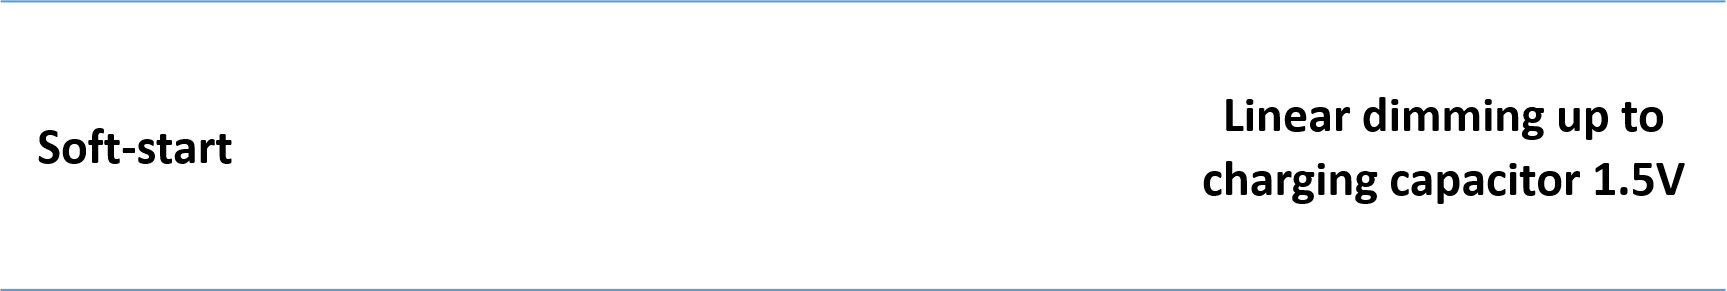 Soft-start
Linear dimming up to
charging capacitor 1.5V